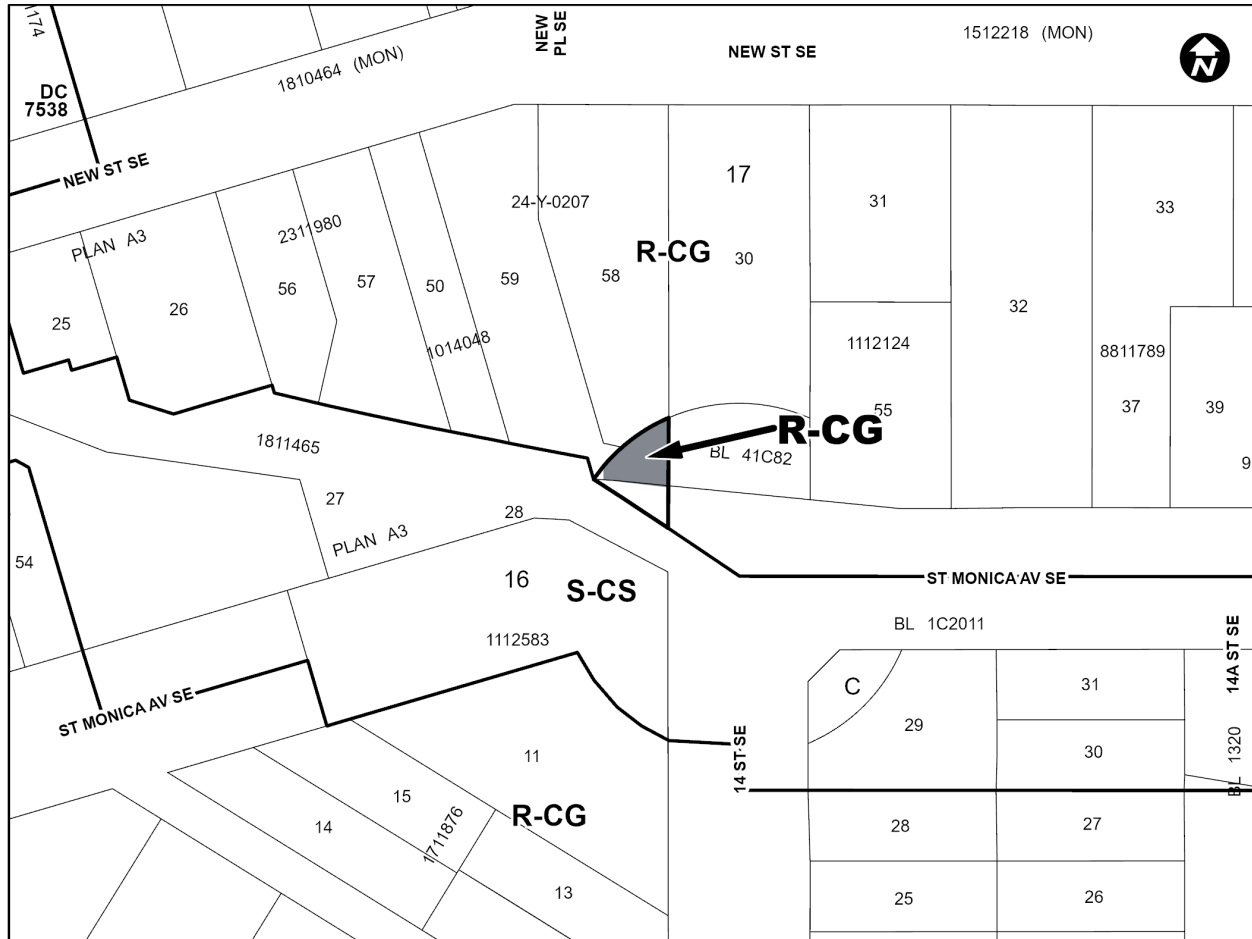 1174
NEW
PL SE
NEW ST SE
1512218 (MON)
N
1810464 (MON)
DC
7538
NEW ST SE
17
24-Y-0207
31
33
PLAN A3
2311980
R-CG
30
58
59
50
57
56
26
25
32
1014048
1112124
8811789
55
37
39
R-CG
BL 41C82
9
1811465
27
28
PLAN A3
54
16
S-CS
ST MONICA AV SE
BL 1C2011
1112583
14A ST SE
C
31
ST MONICA AV SE
29
14 ST SE
30
BL 1320
11
15
R-CG
14
1711876
28
27
13
25
26